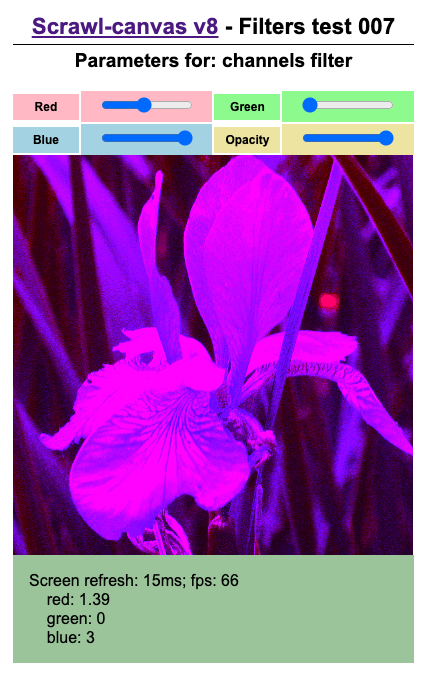 Scrawl-canvas v8 - Filters test 007
Parameters for: channels filter
Red
Green
Blue
Opacity
Screen refresh: 15ms; fps: 66
red: 1.39
green: 0
blue: 3